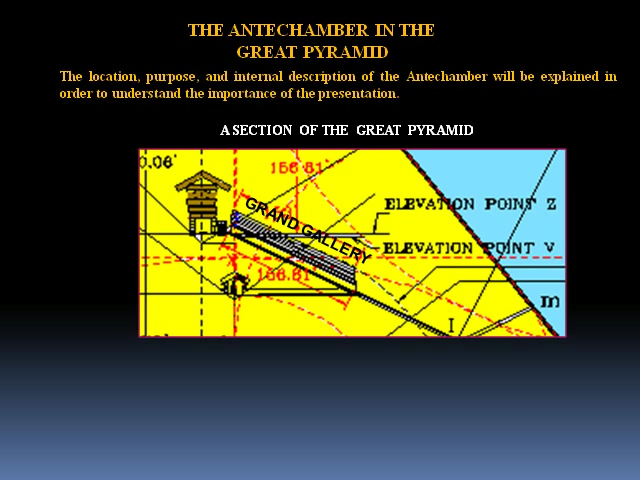 THE ANTECHAMBER IN THE
GREAT PYRAMID
The location, purpose, and internal description of the Antechamber will be explained in
order to understand the importance of the presentation.
A SECTION OF THE GREAT PYRAMID
0.06'
156.81'
GRAND GALLERY
ELEVATION POINT Z
ELEVATION POINT V
156.81'
m
I